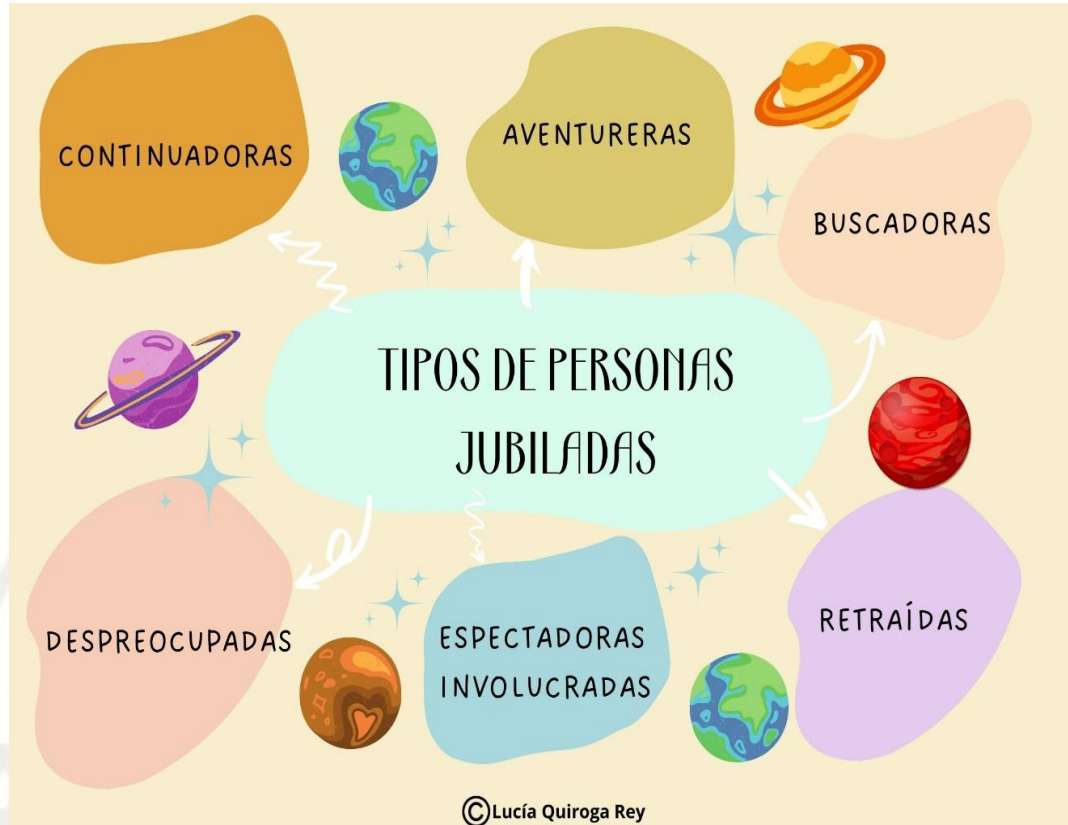 CONTINUADORAS
AVENTURERAS
BUSCADORAS
TIPOS DE PERSONAS
JUBILADAS
DESPREOCUPADAS
ESPECTADORAS
INVOLUCRADAS
RETRAÍDAS
©Lucía Quiroga Rey